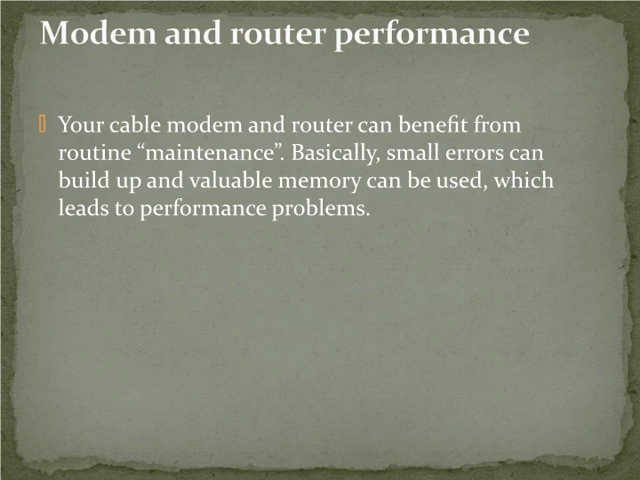 Modem and router performance
Your cable modem and router can benefit from
routine “maintenance”. Basically, small errors can
build up and valuable memory can be used, which
leads to performance problems.